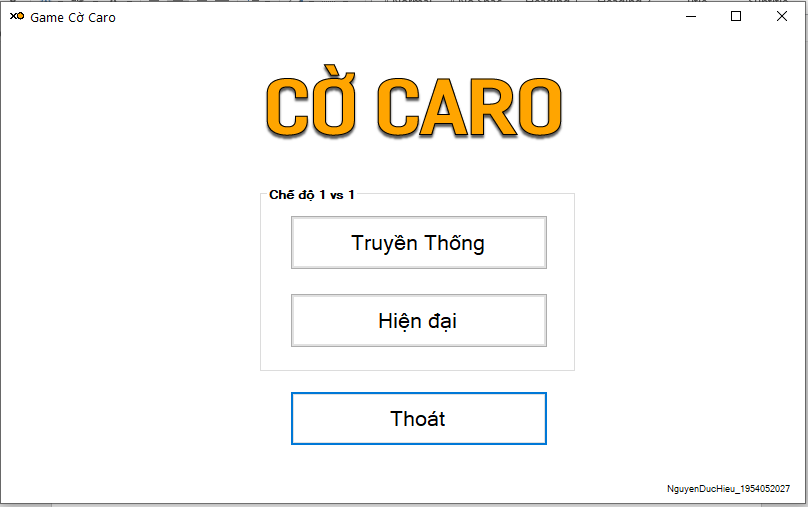 Game Cờ Caro
CỜ CARO
Chế độ 1 vs 1
Truyền Thống
Hiện đại
Thoát
NguyenDucHieu_1954052027